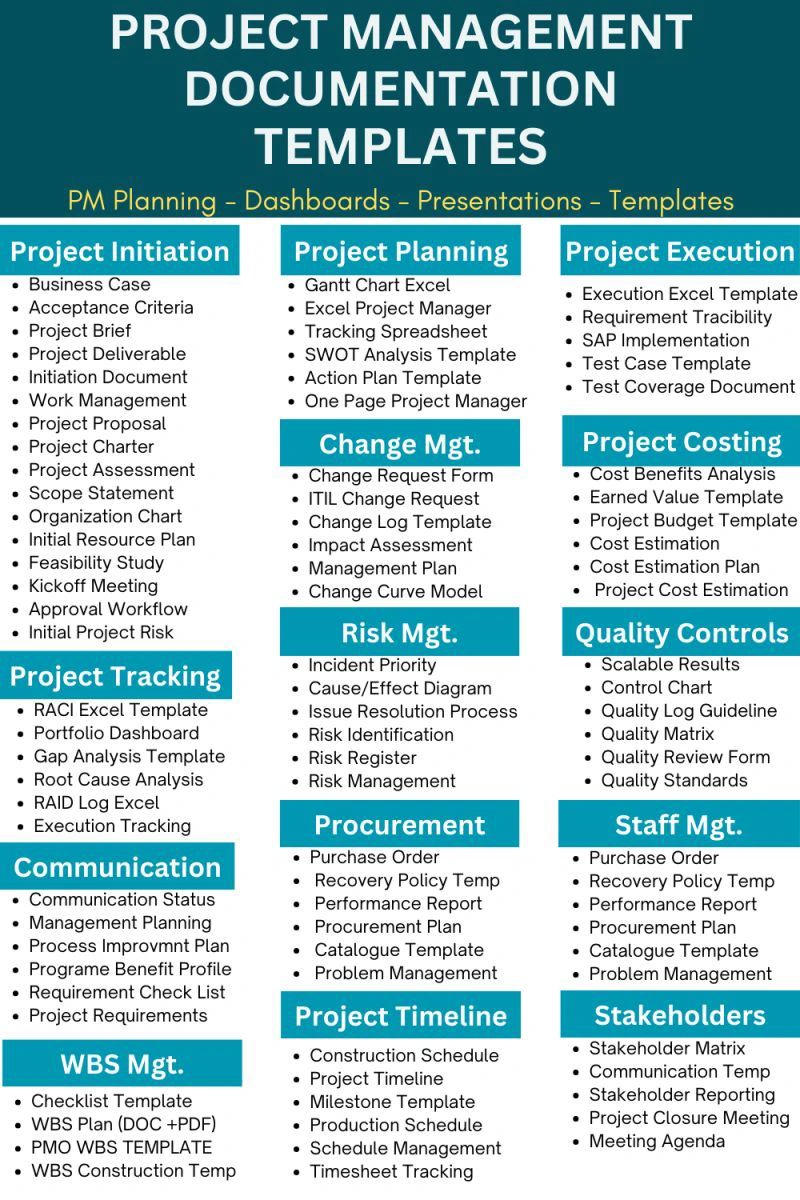 PROJECT MANAGEMENT
DOCUMENTATION
TEMPLATES
PM Planning - Dashboards - Presentations - Templates
Project Initiation
• Business Case
• Acceptance Criteria
• Project Brief
• Project Deliverable
• Initiation Document
• Work Management
• Project Proposal
• Project Charter
• Project Assessment
• Scope Statement
• Organization Chart
• Initial Resource Plan
• Feasibility Study
• Kickoff Meeting
• Approval Workflow
• Initial Project Risk
Project Tracking
• RACI Excel Template
• Portfolio Dashboard
• Gap Analysis Template
• Root Cause Analysis
• RAID Log Excel
• Execution Tracking
Communication
• Communication Status
• Management Planning
• Process Improvmnt Plan
• Programe Benefit Profile
• Requirement Check List
• Project Requirements
WBS Mgt.
• Checklist Template
• WBS Plan (DOC +PDF)
• PMO WBS TEMPLATE
• WBS Construction Temp
Project Planning
• Gantt Chart Excel
• Excel Project Manager
• Tracking Spreadsheet
• SWOT Analysis Template
• Action Plan Template
• One Page Project Manager
Change Mgt.
• Change Request Form
• ITIL Change Request
• Change Log Template
• Impact Assessment
• Management Plan
• Change Curve Model
Risk Mgt.
• Incident Priority
• Cause/Effect Diagram
• Issue Resolution Process
• Risk Identification
• Risk Register
• Risk Management
Procurement
• Purchase Order
• Recovery Policy Temp
• Performance Report
• Procurement Plan
• Catalogue Template
• Problem Management
Project Timeline
• Construction Schedule
• Project Timeline
• Milestone Template
• Production Schedule
• Schedule Management
• Timesheet Tracking
Project Execution
• Execution Excel Template
• Requirement Tracibility
• SAP Implementation
• Test Case Template
• Test Coverage Document
Project Costing
• Cost Benefits Analysis
• Earned Value Template
• Project Budget Template
• Cost Estimation
• Cost Estimation Plan
• Project Cost Estimation
Quality Controls
• Scalable Results
• Control Chart
• Quality Log Guideline
• Quality Matrix
• Quality Review Form
• Quality Standards
Staff Mgt.
• Purchase Order
• Recovery Policy Temp
• Performance Report
• Procurement Plan
• Catalogue Template
• Problem Management
Stakeholders
• Stakeholder Matrix
• Communication Temp
• Stakeholder Reporting
• Project Closure Meeting
• Meeting Agenda